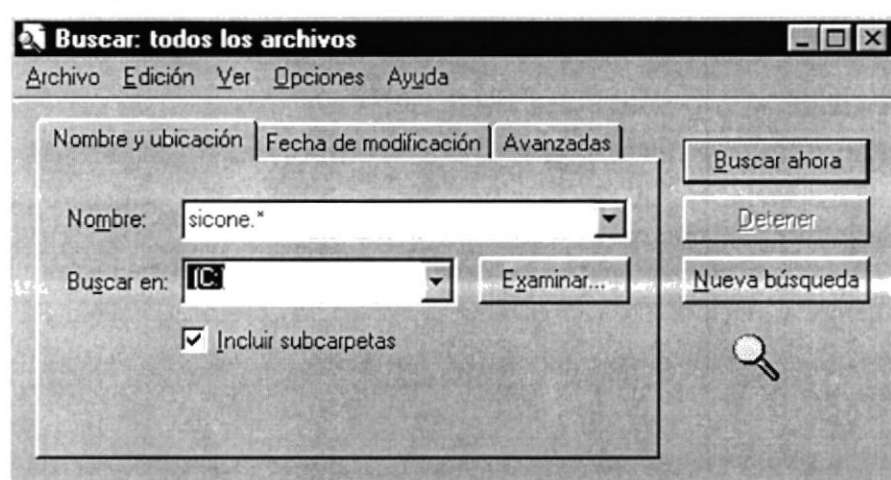 Buscar: todos los archivos
Archivo Edición Ver Opciones Ayuda
Nombre y ubicación Fecha de modificación Avanzadas
Buscar ahora
Nombre: sicone.*
Detener
Buscar en: [C:]
Examinar...
Nueva búsqueda
Incluir subcarpetas